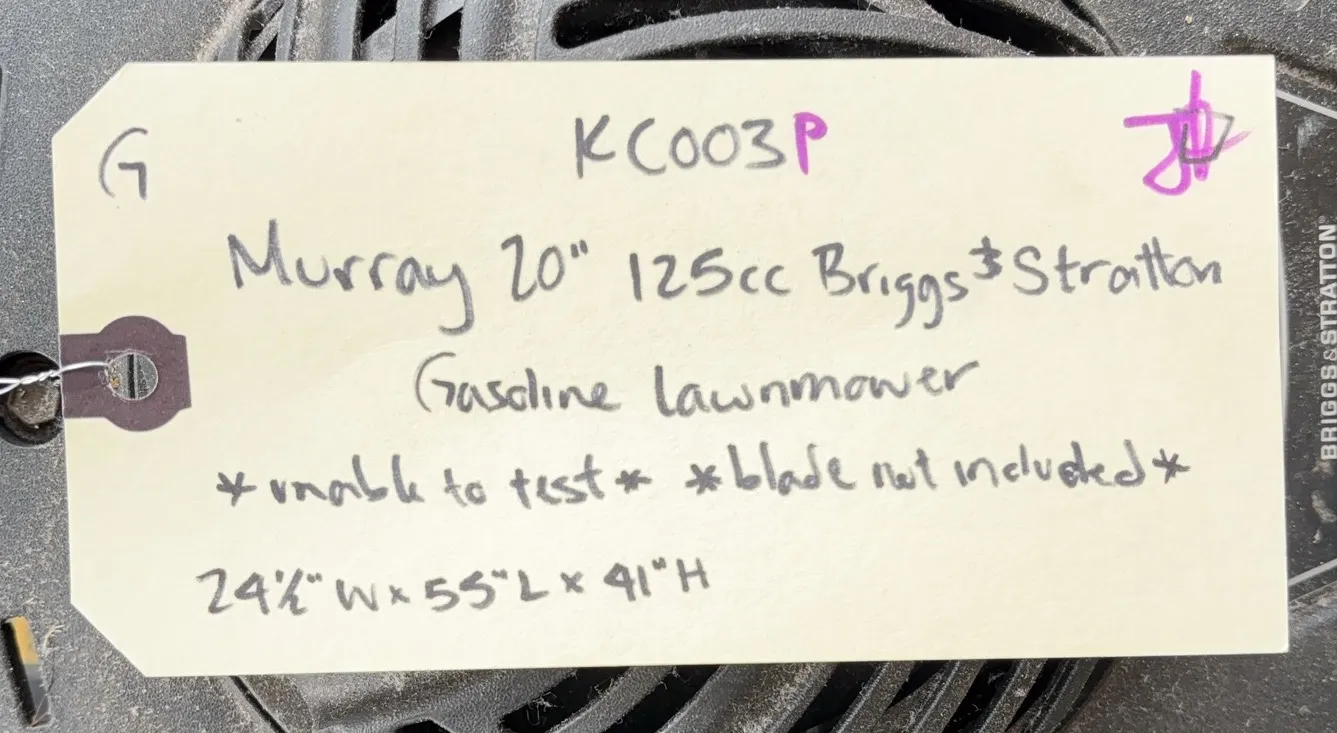 G
KC003P
Murray 20" 125cc Briggs & Stratton
Gasoline lawnmower
*unable to test* *blade not included*
24½" W x 55" L x 41" H
BRIGGS & STRATTON